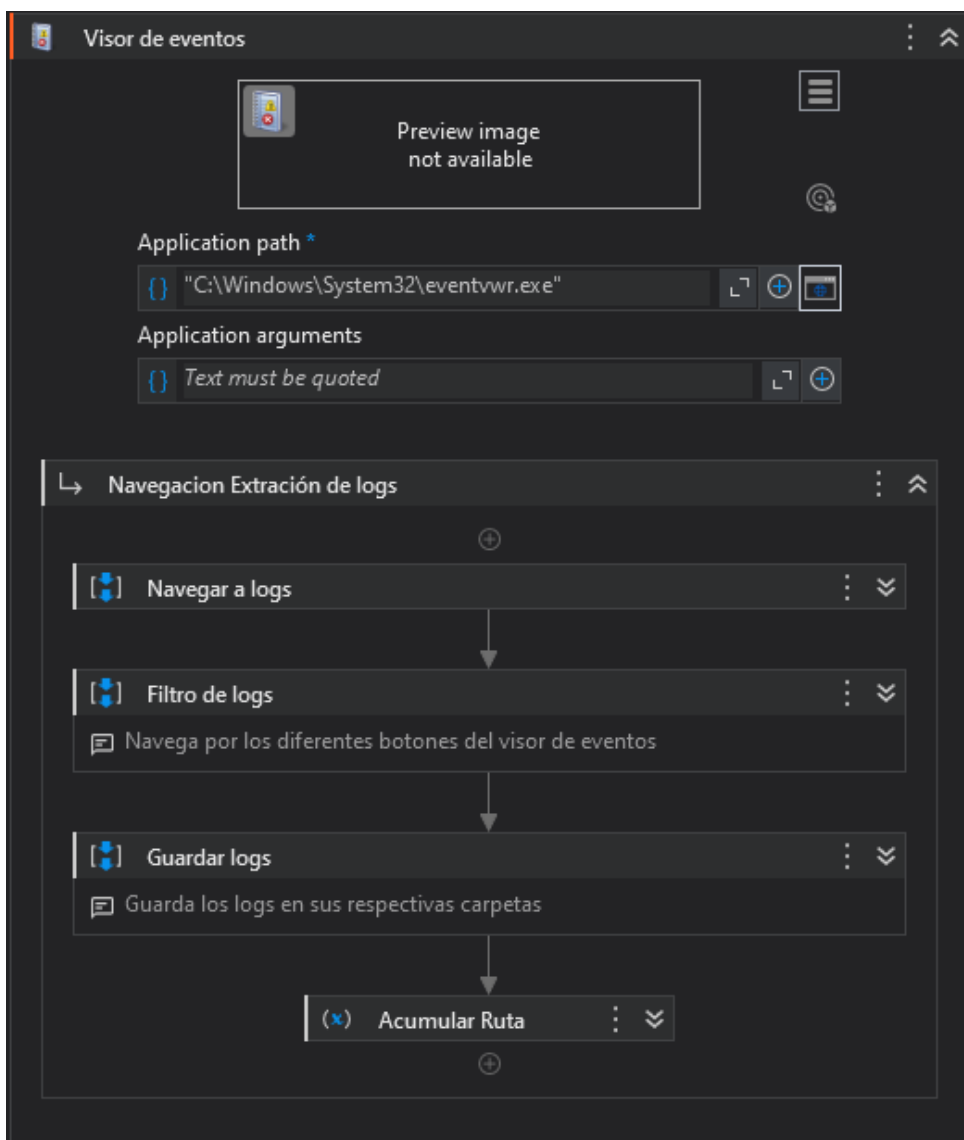 Visor de eventos
Preview image
not available
Application path *
{} "C:\Windows\System32\eventvwr.exe"
Application arguments
{} Text must be quoted
Navegacion Extración de logs
Navegar a logs
Filtro de logs
Navega por los diferentes botones del visor de eventos
Guardar logs
Guarda los logs en sus respectivas carpetas
(x) Acumular Ruta